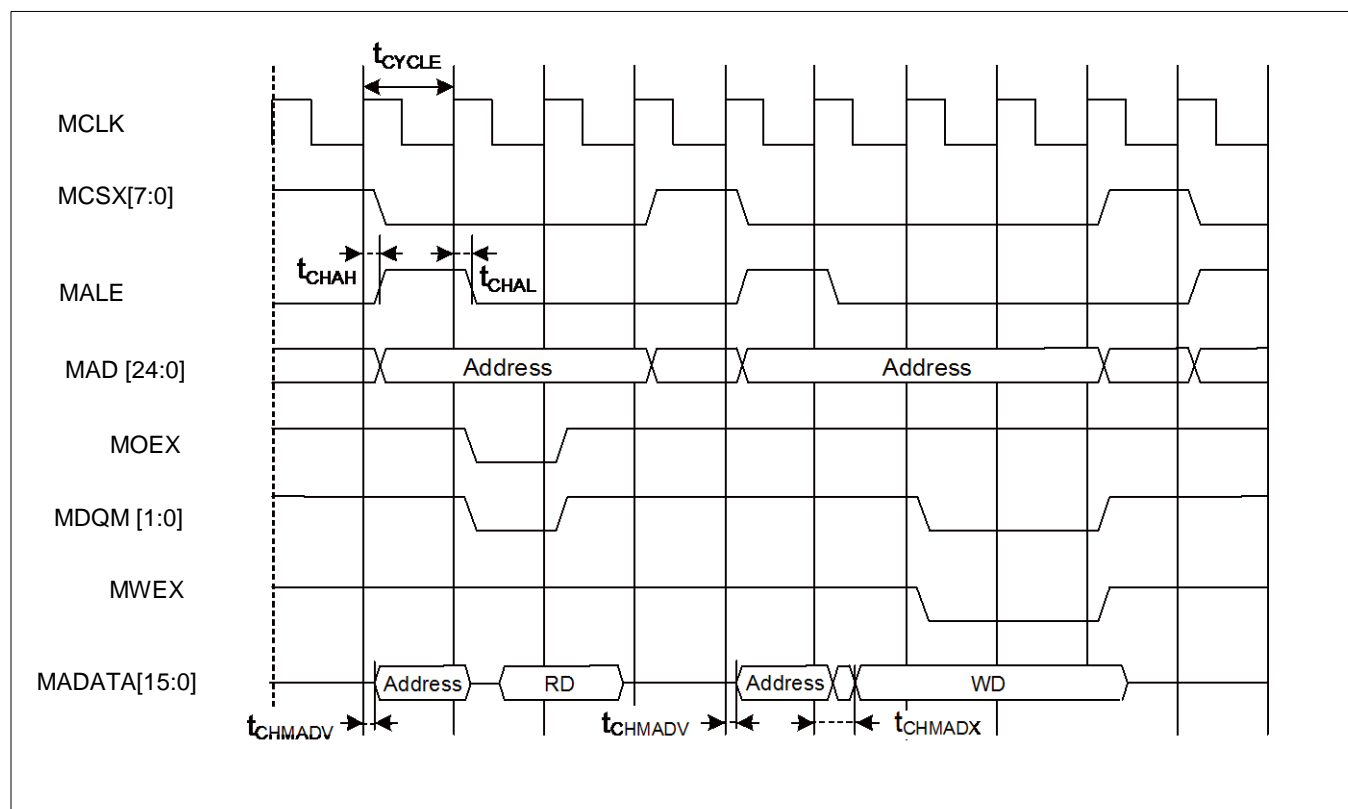 tCYCLE
MCLK
MCSX[7:0]
tCHAH
tCHAL
MALE
MAD [24:0]
Address
Address
MOEX
MDQM [1:0]
MWEX
MADATA[15:0]
Address
RD
Address
WD
tCHMADV
tCHMADV
tCHMADX